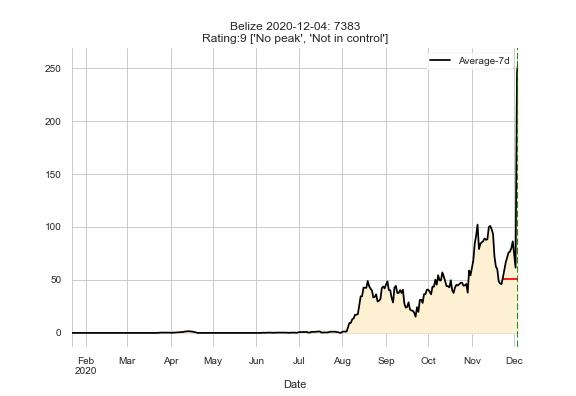 Belize 2020-12-04: 7383
Rating:9 ['No peak', 'Not in control']
Average-7d
250
200
150
100
50
0
Feb Mar Apr May Jun Jul Aug Sep Oct Nov Dec
2020
Date